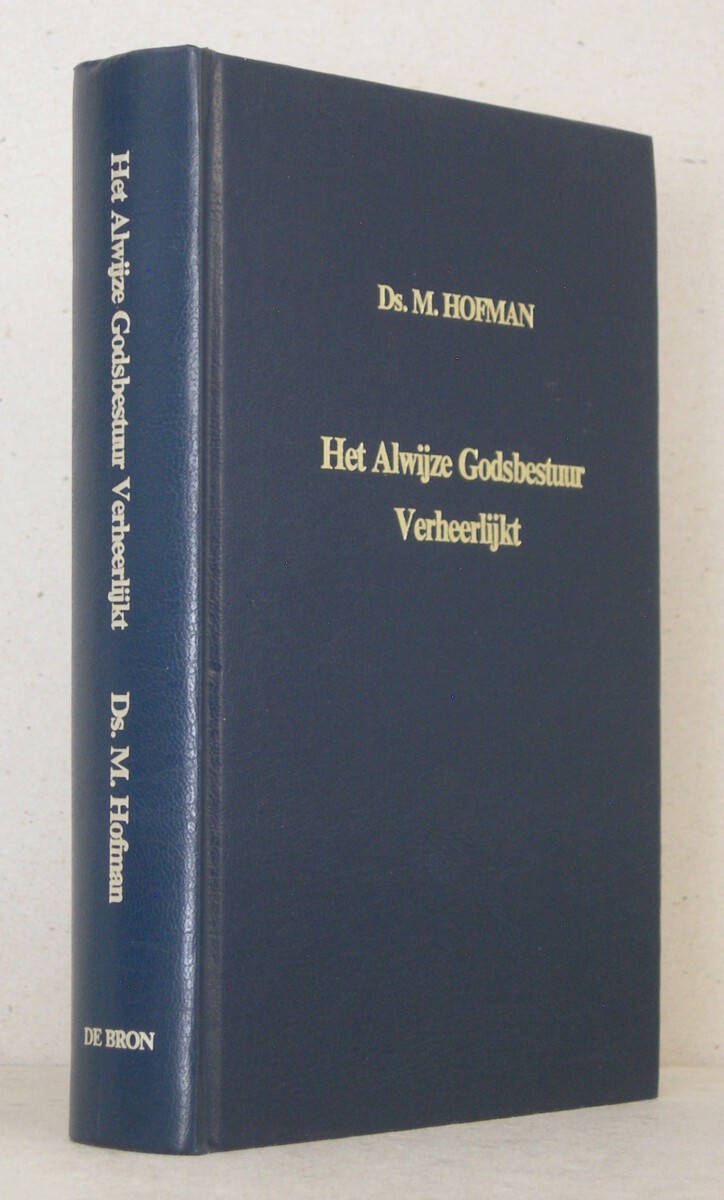 Ds. M. HOFMAN
Het Alwijze Godsbestuur
Verheerlijkt
Het Alwijze Godsbestuur Verheerlijkt Ds. M. Hofman
DE BRON